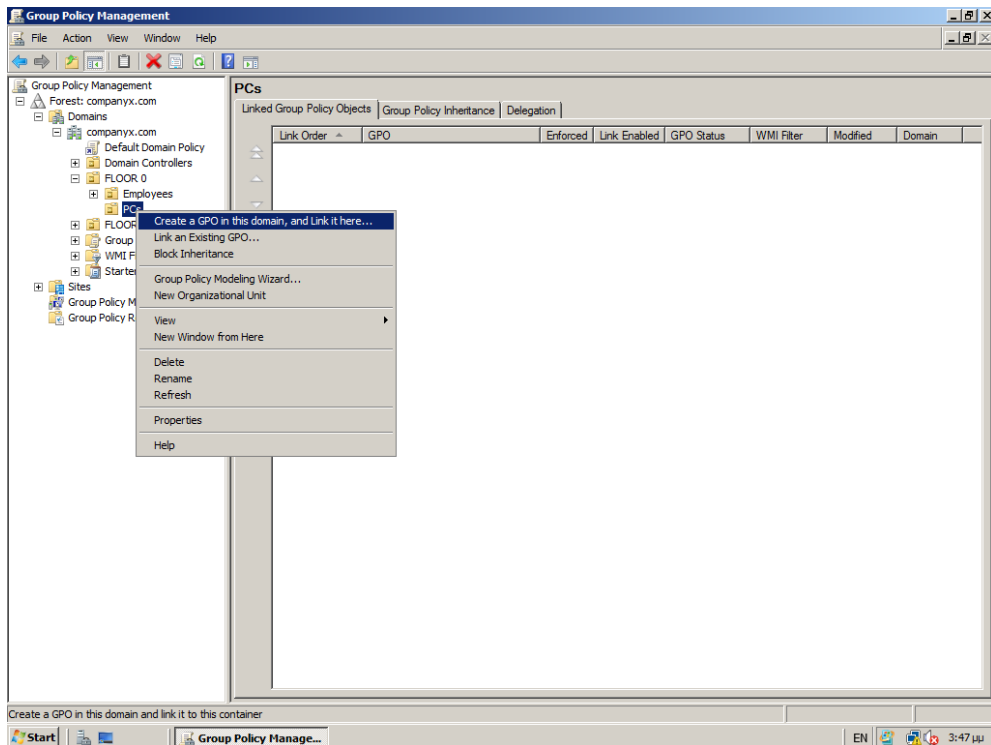 Group Policy Management
File Action View Window Help
Group Policy Management
Forest: companyx.com
Domains
companyx.com
Default Domain Policy
Domain Controllers
FLOOR 0
Employees
PCs
FLOOR
Group
WMI F
Starte
Sites
Group Policy M
Group Policy R
PCs
Linked Group Policy Objects Group Policy Inheritance Delegation
Link Order GPO Enforced Link Enabled GPO Status WMI Filter Modified Domain
Create a GPO in this domain, and Link it here...
Link an Existing GPO...
Block Inheritance
Group Policy Modeling Wizard...
New Organizational Unit
View
New Window from Here
Delete
Rename
Refresh
Properties
Help
Create a GPO in this domain and link it to this container
Start Group Policy Manage... EN 3:47 μμ